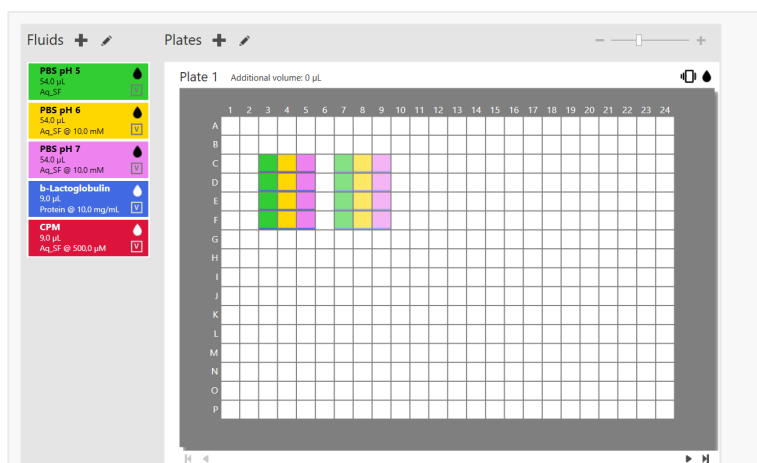 Fluids
Plates
PBS pH 5
54.0 µL
Aq_SF
V
PBS pH 6
54.0 µL
Aq_SF @ 10.0 mM
V
PBS pH 7
54.0 µL
Aq_SF @ 10.0 mM
V
b-Lactoglobulin
9,0 µL
Protein @ 10,0 mg/mL
V
CPM
9,0 µL
Aq_SF @ 500,0 µM
V
Plate 1 Additional volume: 0 µL
1 2 3 4 5 6 7 8 9 10 11 12 13 14 15 16 17 18 19 20 21 22 23 24
A
B
C
D
E
F
G
H
I
J
K
L
M
N
O
P